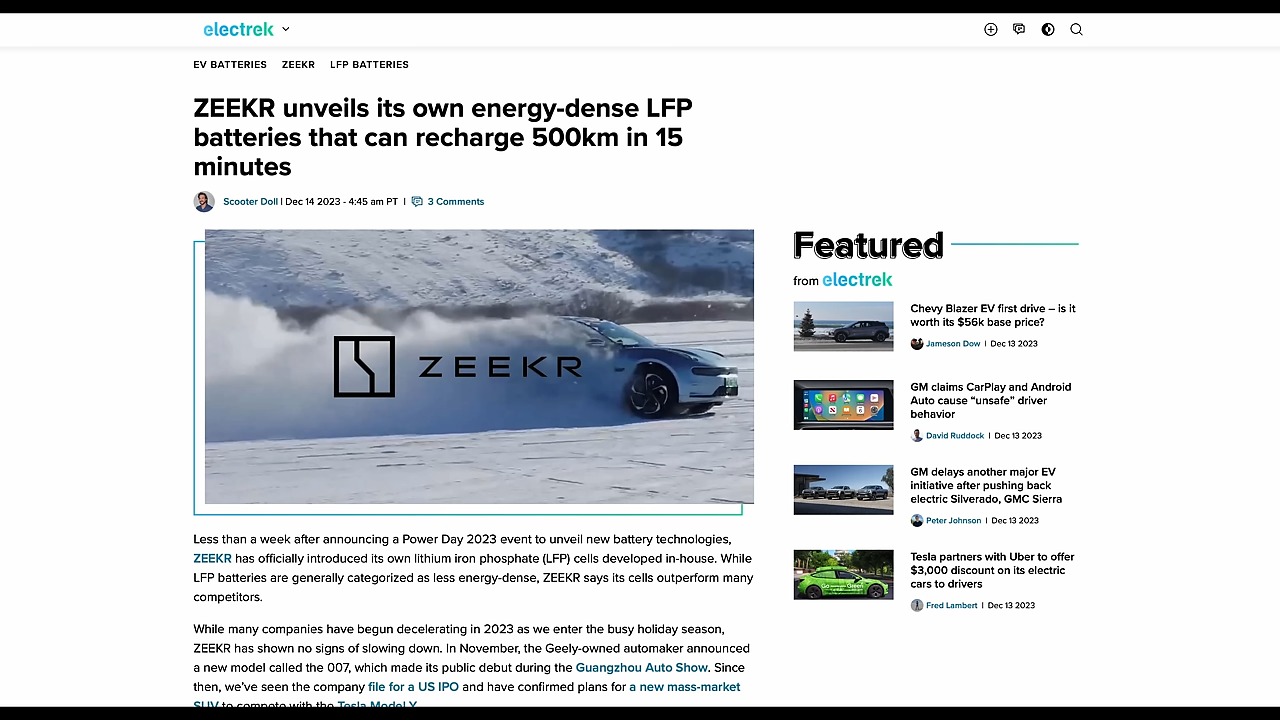 electrek
EV BATTERIES ZEEKR LFP BATTERIES
ZEEKR unveils its own energy-dense LFP
batteries that can recharge 500km in 15
minutes
Scooter Doll | Dec 14 2023 - 4:45 am PT | 3 Comments
ZEEKR
Less than a week after announcing a Power Day 2023 event to unveil new battery technologies,
ZEEKR has officially introduced its own lithium iron phosphate (LFP) cells developed in-house. While
LFP batteries are generally categorized as less energy-dense, ZEEKR says its cells outperform many
competitors.
While many companies have begun decelerating in 2023 as we enter the busy holiday season,
ZEEKR has shown no signs of slowing down. In November, the Geely-owned automaker announced
a new model called the 007, which made its public debut during the Guangzhou Auto Show. Since
then, we've seen the company file for a US IPO and have confirmed plans for a new mass-market
SUV to compete with the Tesla Model Y.
Featured
from electrek
Chevy Blazer EV first drive – is it
worth its $56k base price?
Jameson Dow | Dec 13 2023
GM claims CarPlay and Android
Auto cause “unsafe” driver
behavior
David Ruddock | Dec 13 2023
GM delays another major EV
initiative after pushing back
electric Silverado, GMC Sierra
Peter Johnson | Dec 13 2023
Tesla partners with Uber to offer
$3,000 discount on its electric
cars to drivers
Fred Lambert | Dec 13 2023